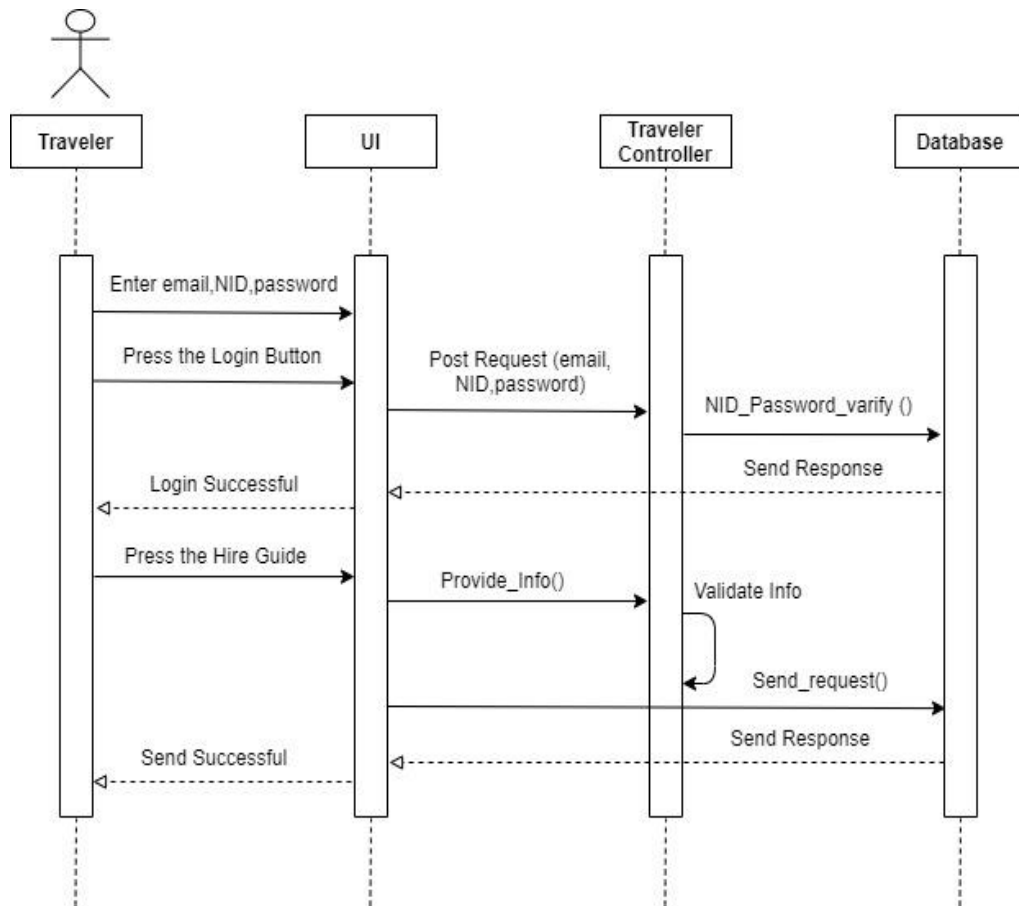 Traveler
UI
Traveler
Controller
Database
Enter email,NID,password
Press the Login Button
Post Request (email,
NID,password)
NID_Password_varify ()
Send Response
Login Successful
Press the Hire Guide
Provide_Info()
Validate Info
Send_request()
Send Response
Send Successful